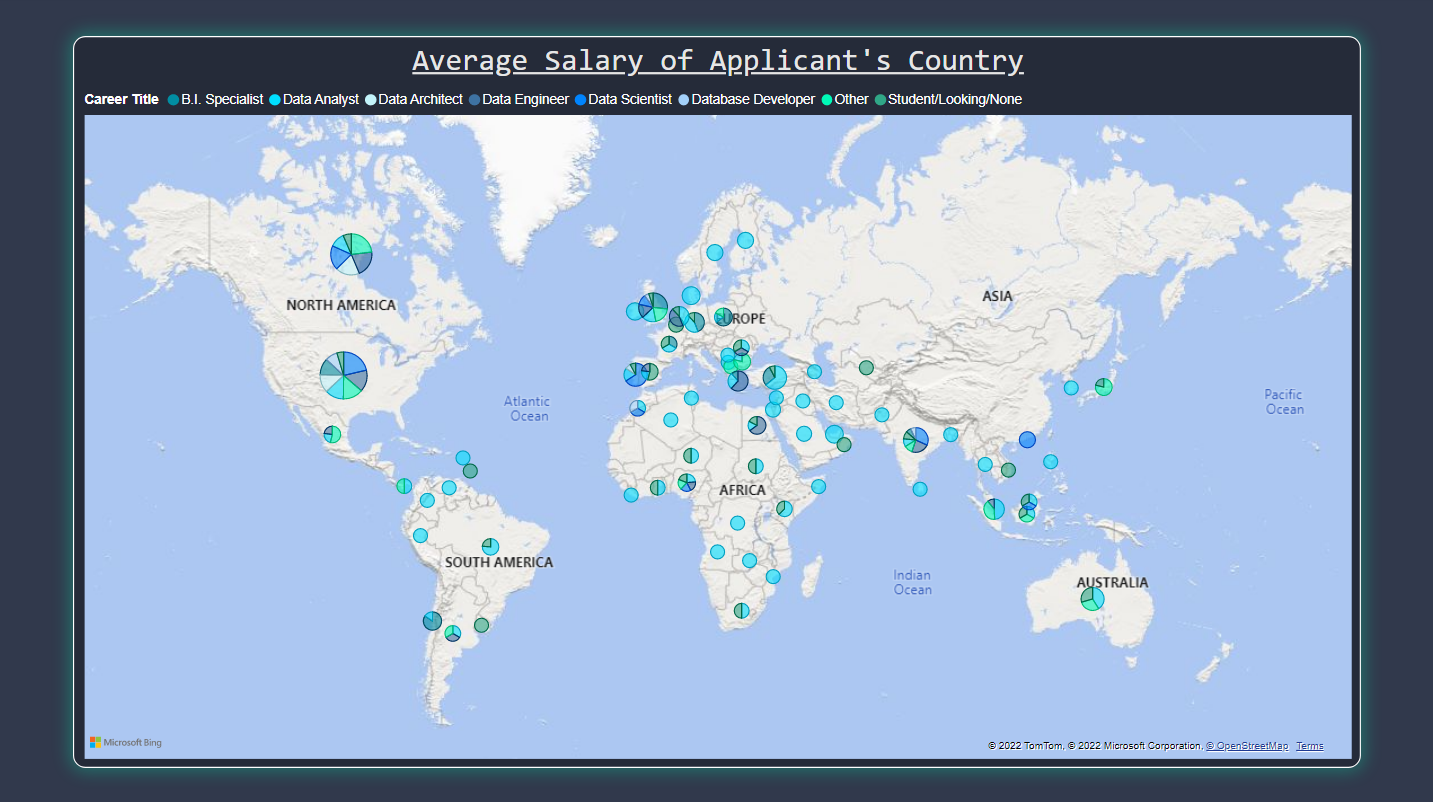 Average Salary of Applicant's Country
Career Title B.I. Specialist Data Analyst Data Architect Data Engineer Data Scientist Database Developer Other Student/Looking/None
NORTH AMERICA
ASIA
EUROPE
Atlantic
Ocean
Pacific
Ocean
AFRICA
SOUTH AMERICA
Indian
Ocean
AUSTRALIA
Microsoft Bing
© 2022 TomTom, © 2022 Microsoft Corporation, © OpenStreetMap Terms